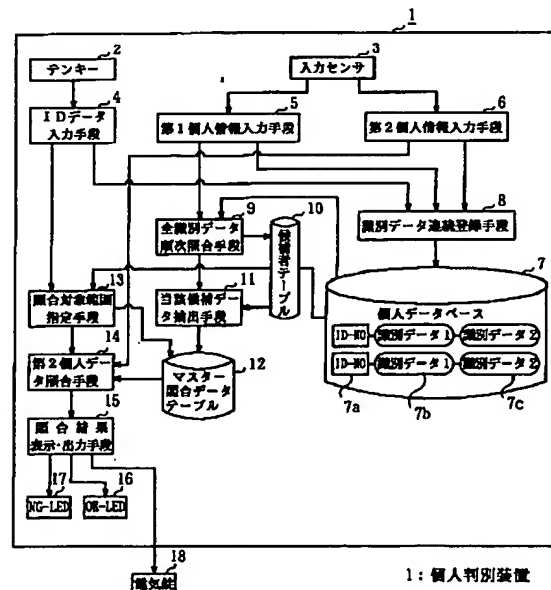 1
2
テンキー
3
入力センサ
4
IDデータ
入力手段
5
第1個人情報入力手段
6
第2個人情報入力手段
8
識別データ連続登録手段
9
全識別データ
順次照合手段
10
候補者テーブル
11
当該候補データ
抽出手段
7
個人データベース
ID-NO 識別データ1 識別データ2
ID-NO 識別データ1 識別データ2
7a 7b 7c
13
照合対象範囲
指定手段
14
第2個人デー
タ照合手段
12
マスター
照合データ
テーブル
15
照合結果
表示・出力手段
17
NG-LED
16
OK-LED
18
電気錠
1:個人判別装置